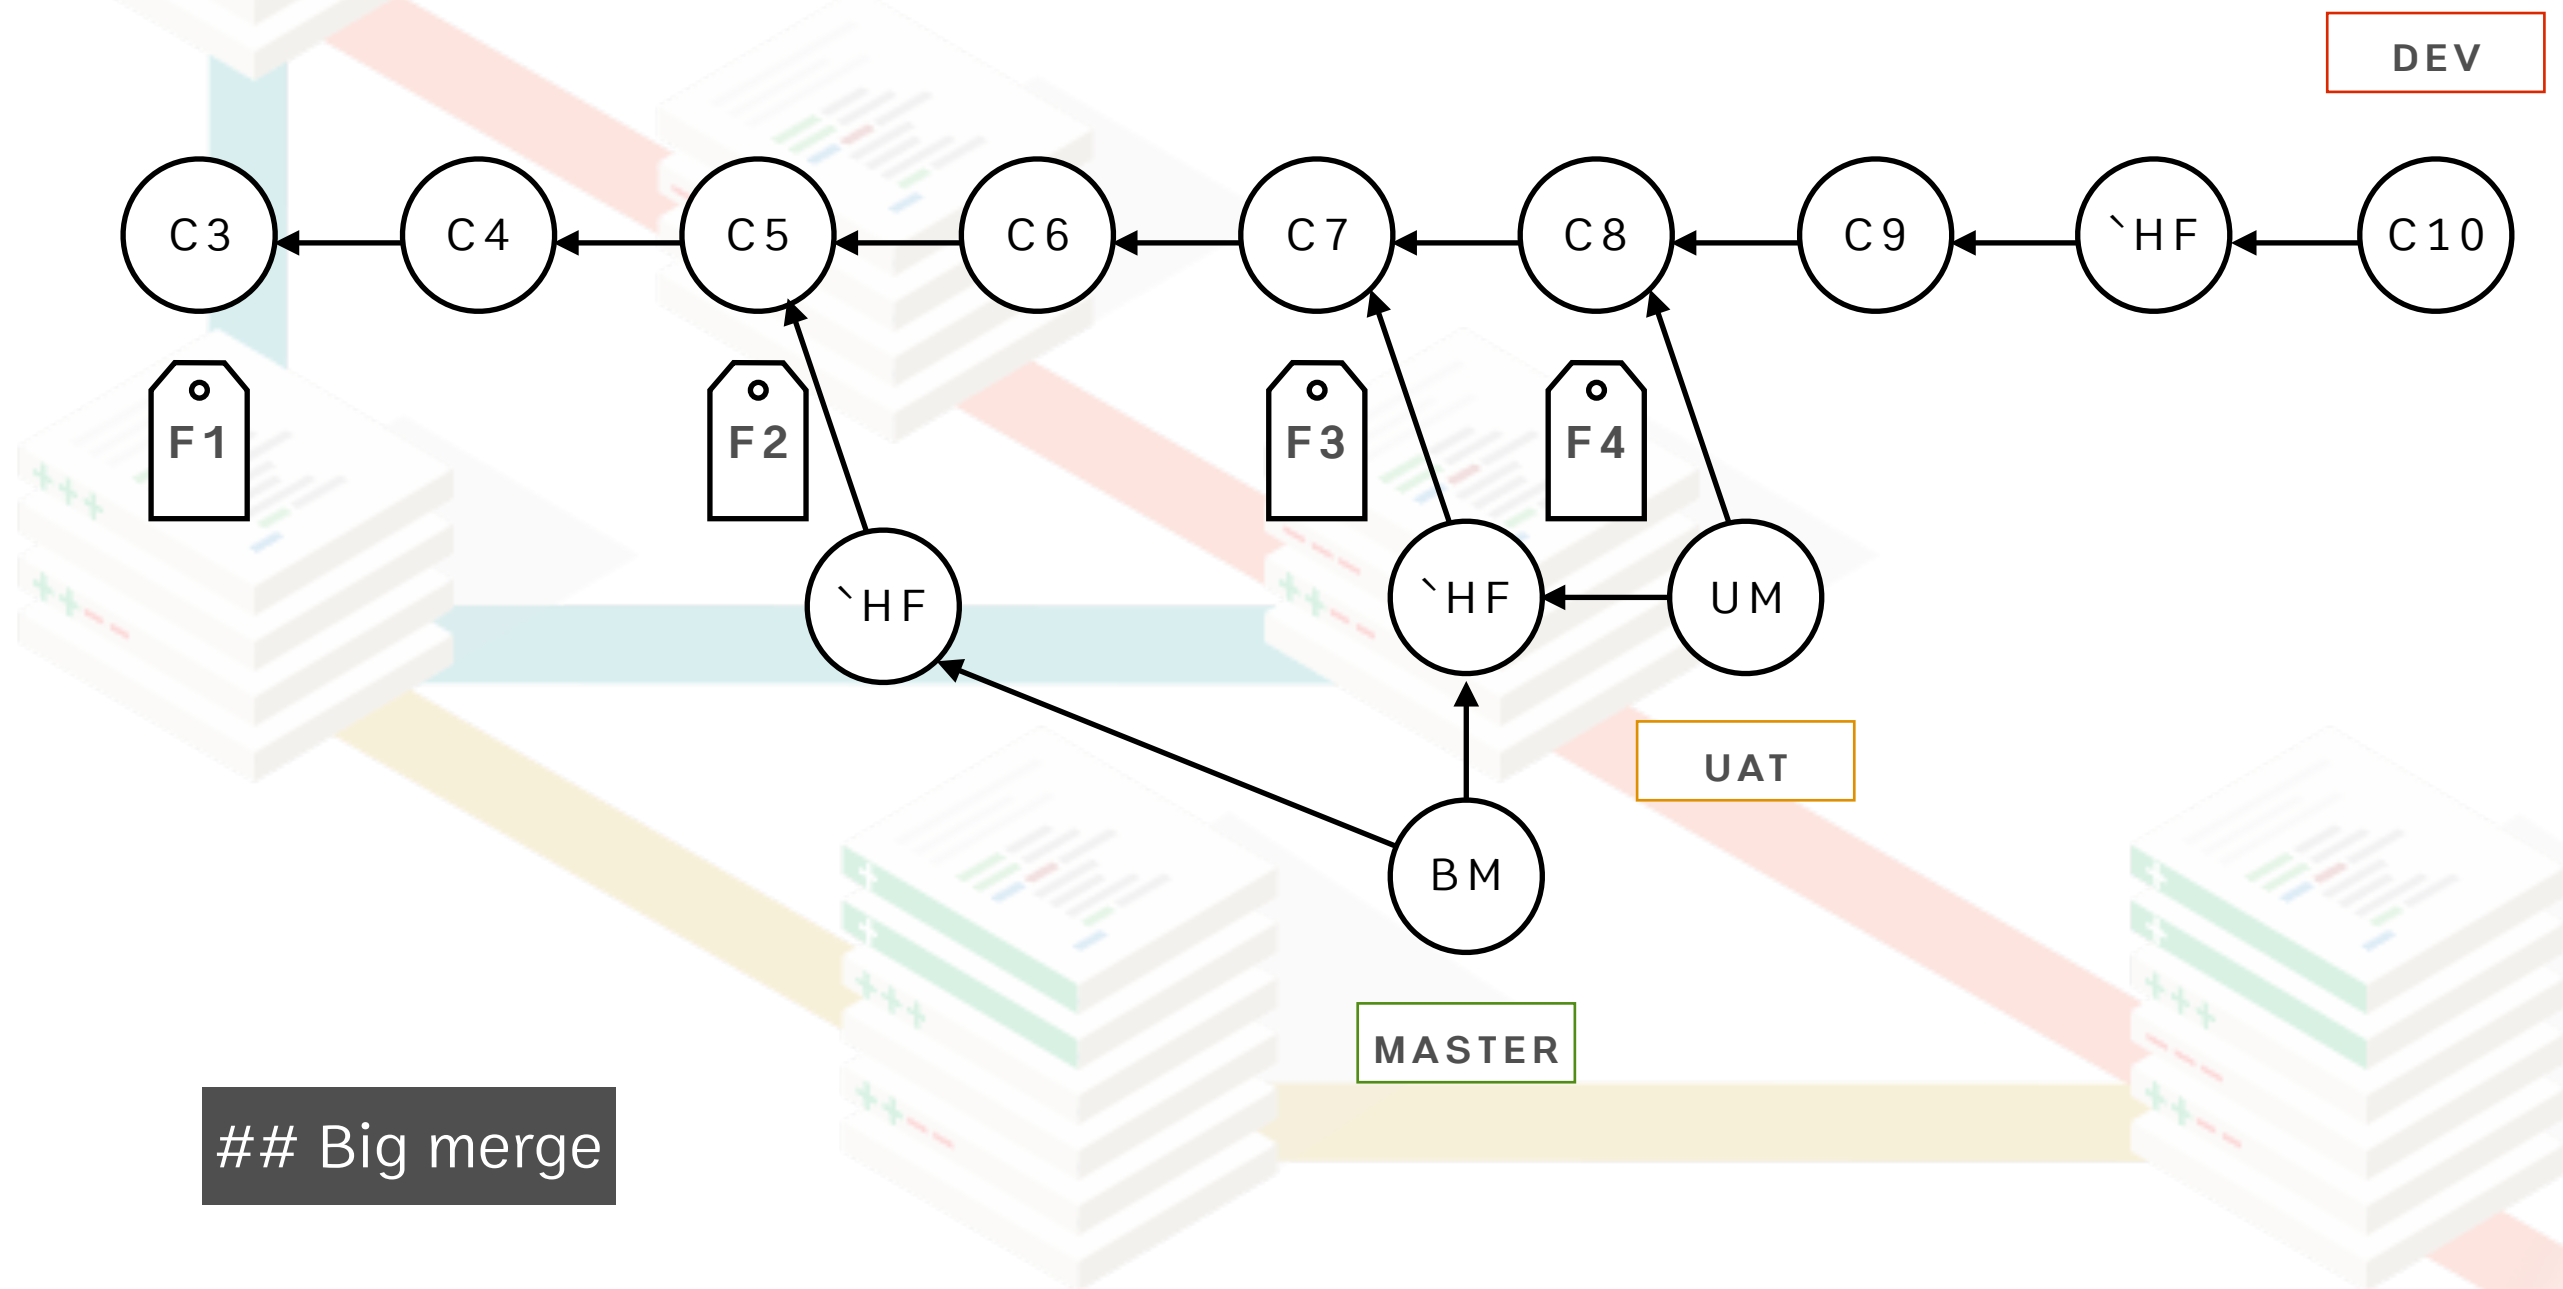 DEV
C3
C4
C5
C6
C7
C8
C9
`HF
C10
F1
F2
F3
F4
`HF
`HF
UM
UAT
BM
MASTER
## Big merge